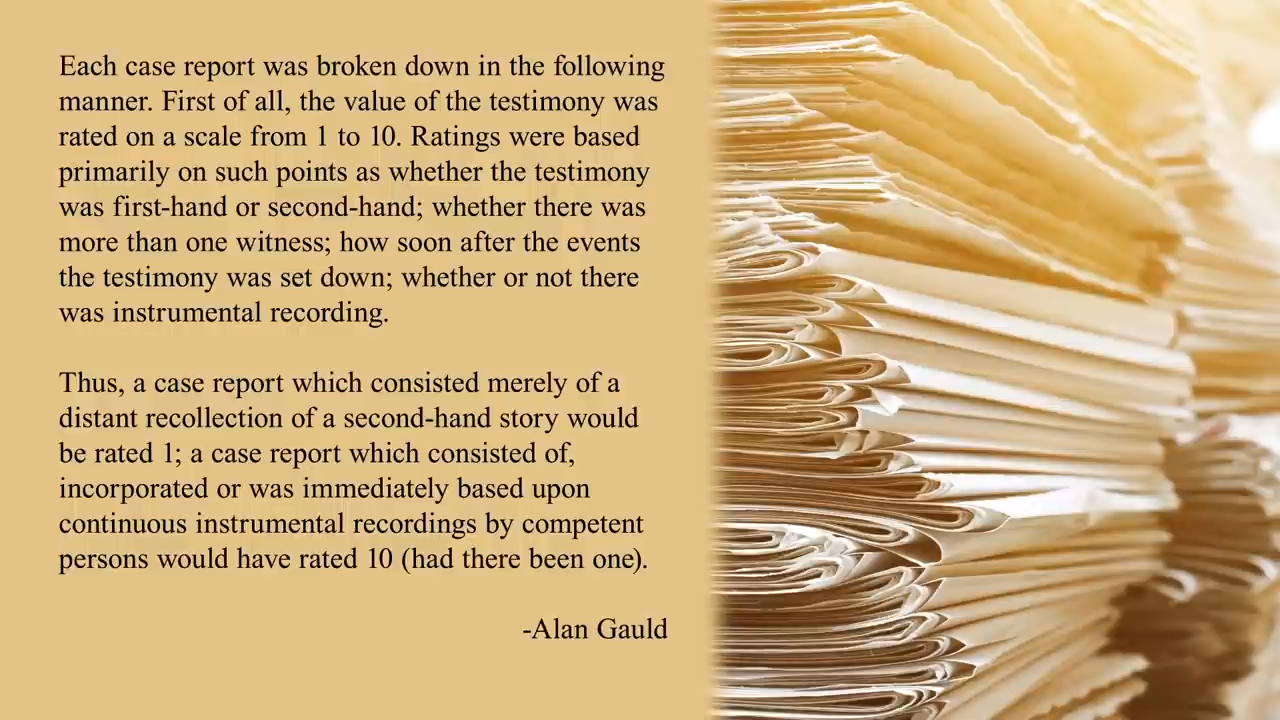 Each case report was broken down in the following
manner. First of all, the value of the testimony was
rated on a scale from 1 to 10. Ratings were based
primarily on such points as whether the testimony
was first-hand or second-hand; whether there was
more than one witness; how soon after the events
the testimony was set down; whether or not there
was instrumental recording.
Thus, a case report which consisted merely of a
distant recollection of a second-hand story would
be rated 1; a case report which consisted of,
incorporated or was immediately based upon
continuous instrumental recordings by competent
persons would have rated 10 (had there been one).
-Alan Gauld